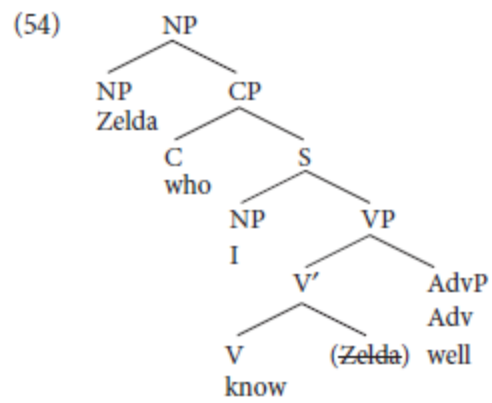 (54) NP
NP CP
Zelda
C S
who
NP VP
I
V′ AdvP
Adv
V (Zelda) well
know